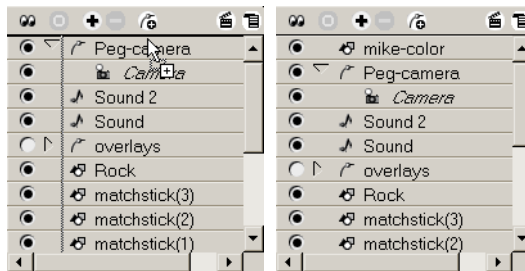 Peg-camera
Camera
Sound 2
Sound
overlays
Rock
matchstick(3)
matchstick(2)
matchstick(1)
mike-color
Peg-camera
Camera
Sound 2
Sound
overlays
Rock
matchstick(3)
matchstick(2)